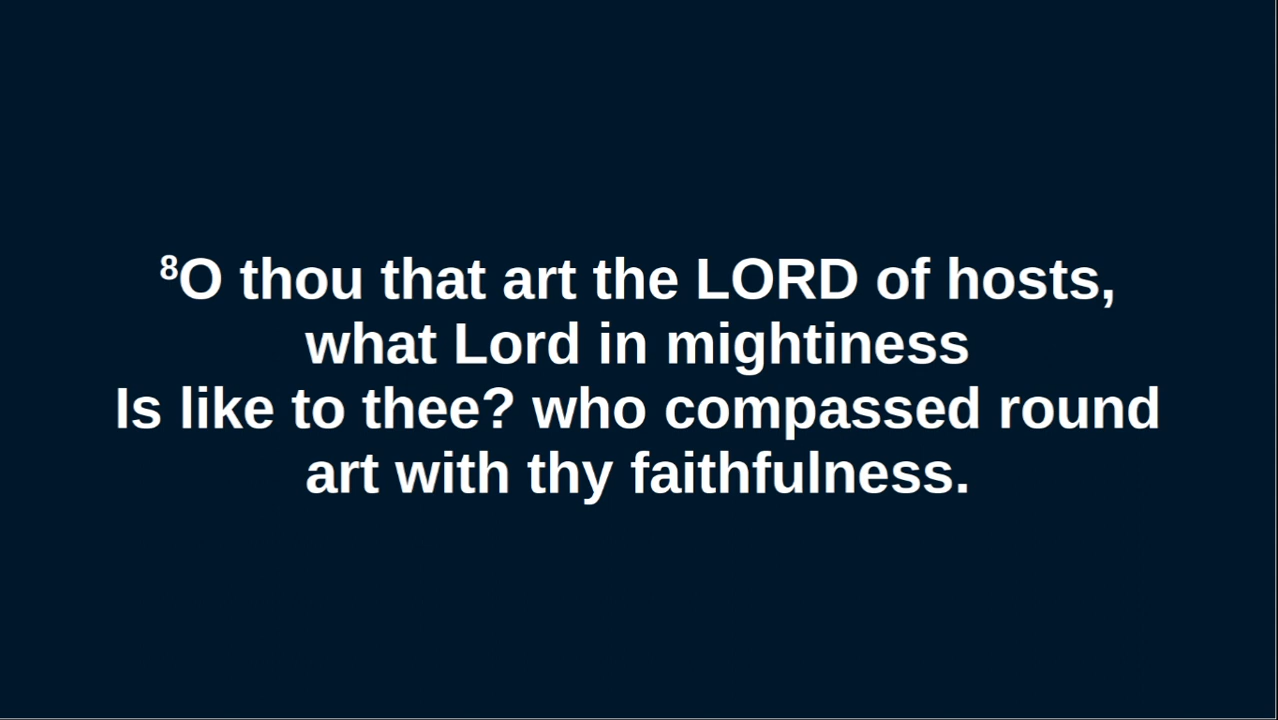 ⁸O thou that art the LORD of hosts,
what Lord in mightiness
Is like to thee? who compassed round
art with thy faithfulness.